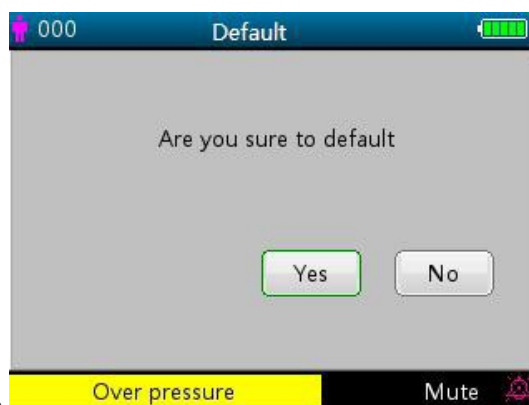 000 Default
Are you sure to default
Yes No
Over pressure Mute